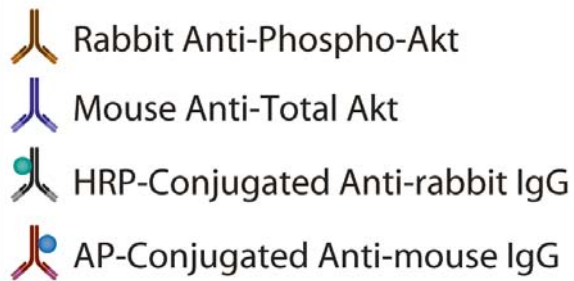 Rabbit Anti-Phospho-Akt
Mouse Anti-Total Akt
HRP-Conjugated Anti-rabbit IgG
AP-Conjugated Anti-mouse IgG